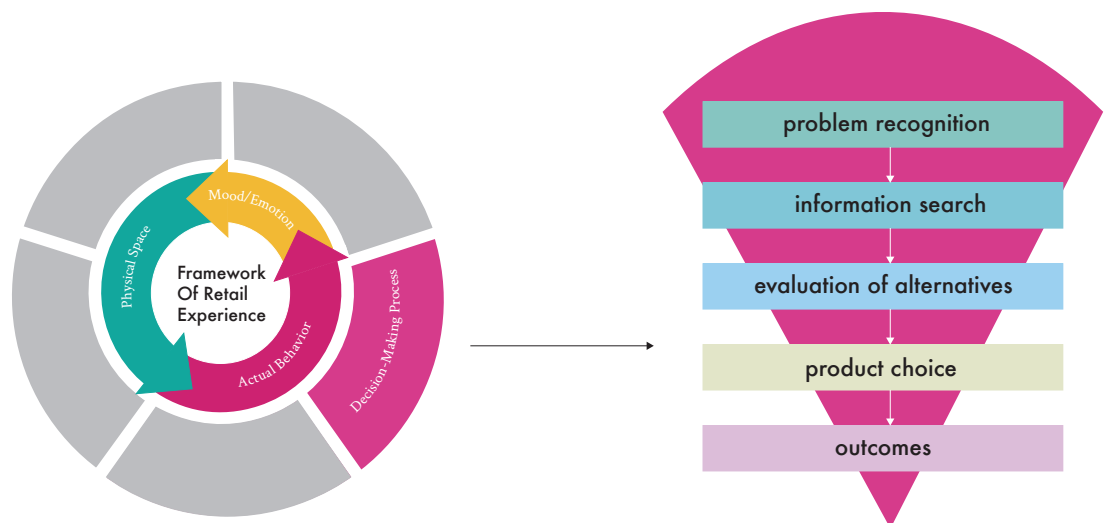 Mood/Emotion
Physical Space
Framework
Of Retail
Experience
Actual Behavior
Decision-Making Process
problem recognition
information search
evaluation of alternatives
product choice
outcomes